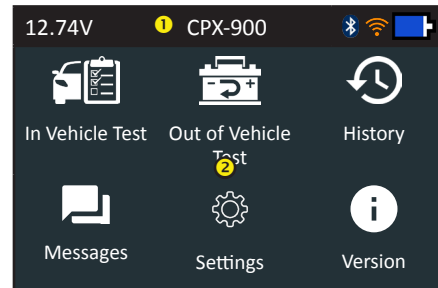 12.74V 1 CPX-900
In Vehicle Test Out of Vehicle Test History
2
Messages Settings Version